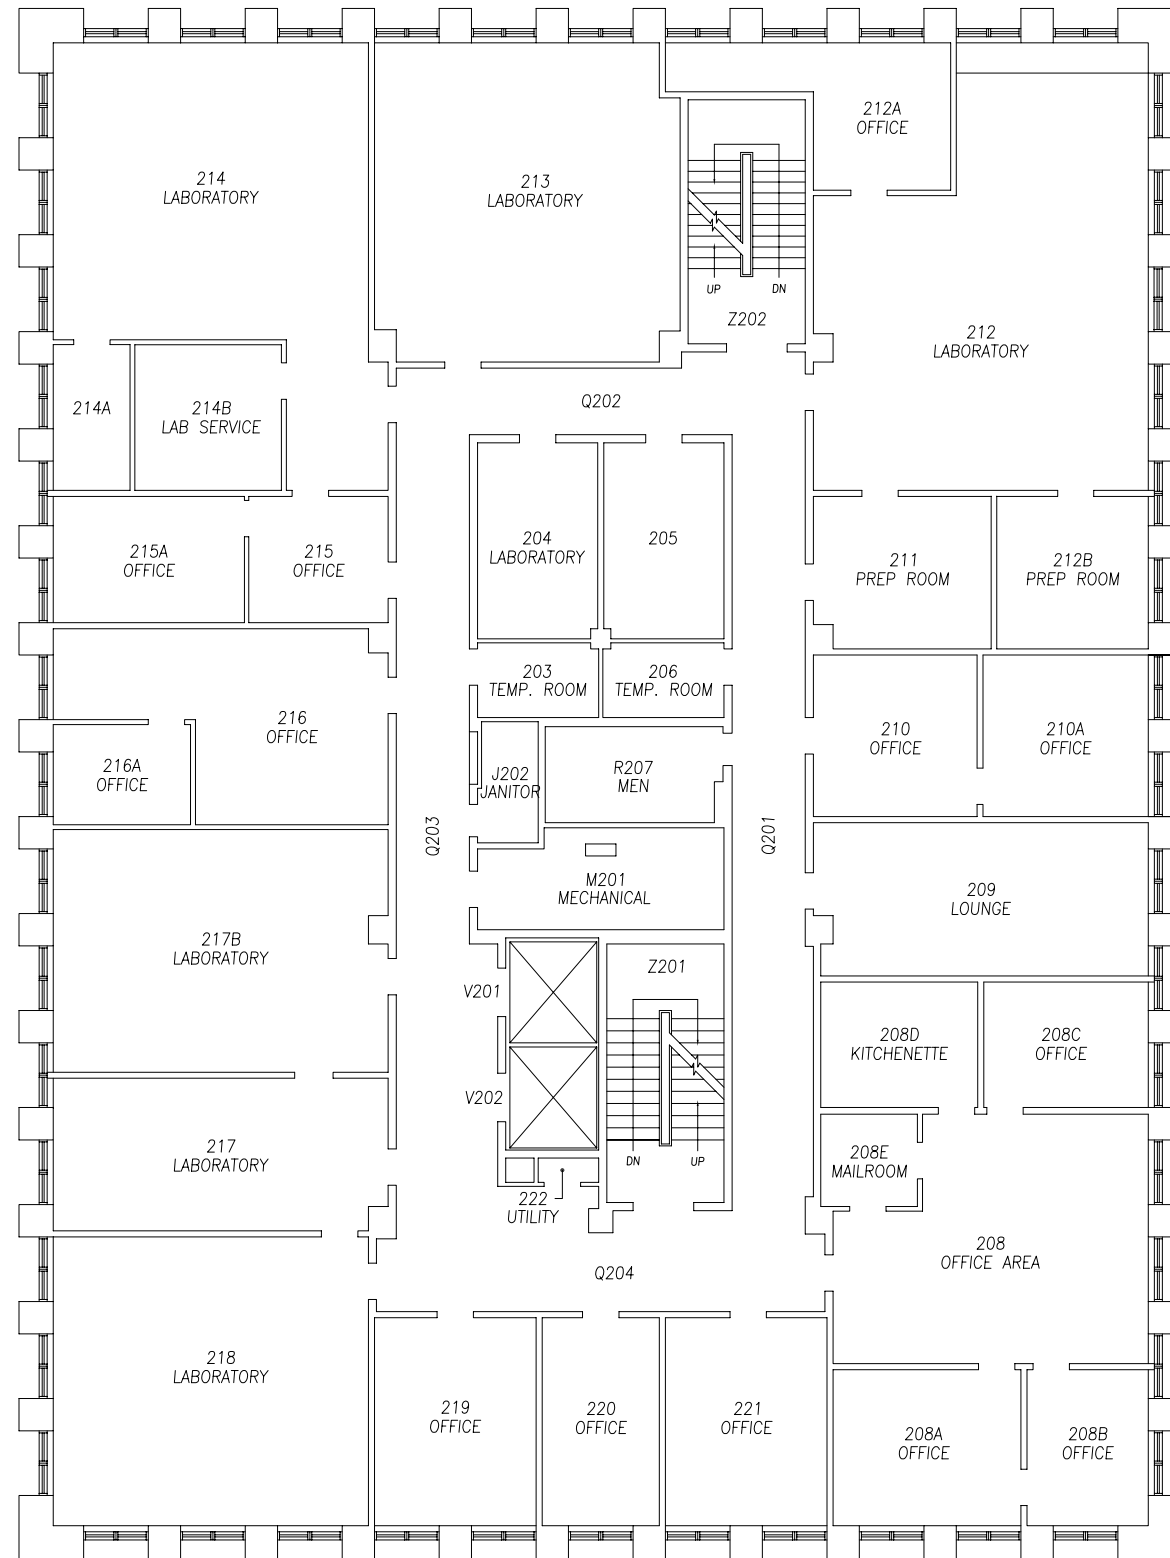 212A
OFFICE
214
LABORATORY
213
LABORATORY
UP
DN
Z202
212
LABORATORY
Q202
214A
214B
LAB SERVICE
204
LABORATORY
205
215A
OFFICE
215
OFFICE
211
PREP ROOM
212B
PREP ROOM
203
TEMP. ROOM
206
TEMP. ROOM
216
OFFICE
210
OFFICE
210A
OFFICE
216A
OFFICE
J202
JANITOR
R207
MEN
Q203
Q201
M201
MECHANICAL
209
LOUNGE
217B
LABORATORY
Z201
V201
208D
KITCHENETTE
208C
OFFICE
V202
217
LABORATORY
DN
UP
208E
MAILROOM
222
UTILITY
208
OFFICE AREA
Q204
218
LABORATORY
219
OFFICE
220
OFFICE
221
OFFICE
208A
OFFICE
208B
OFFICE